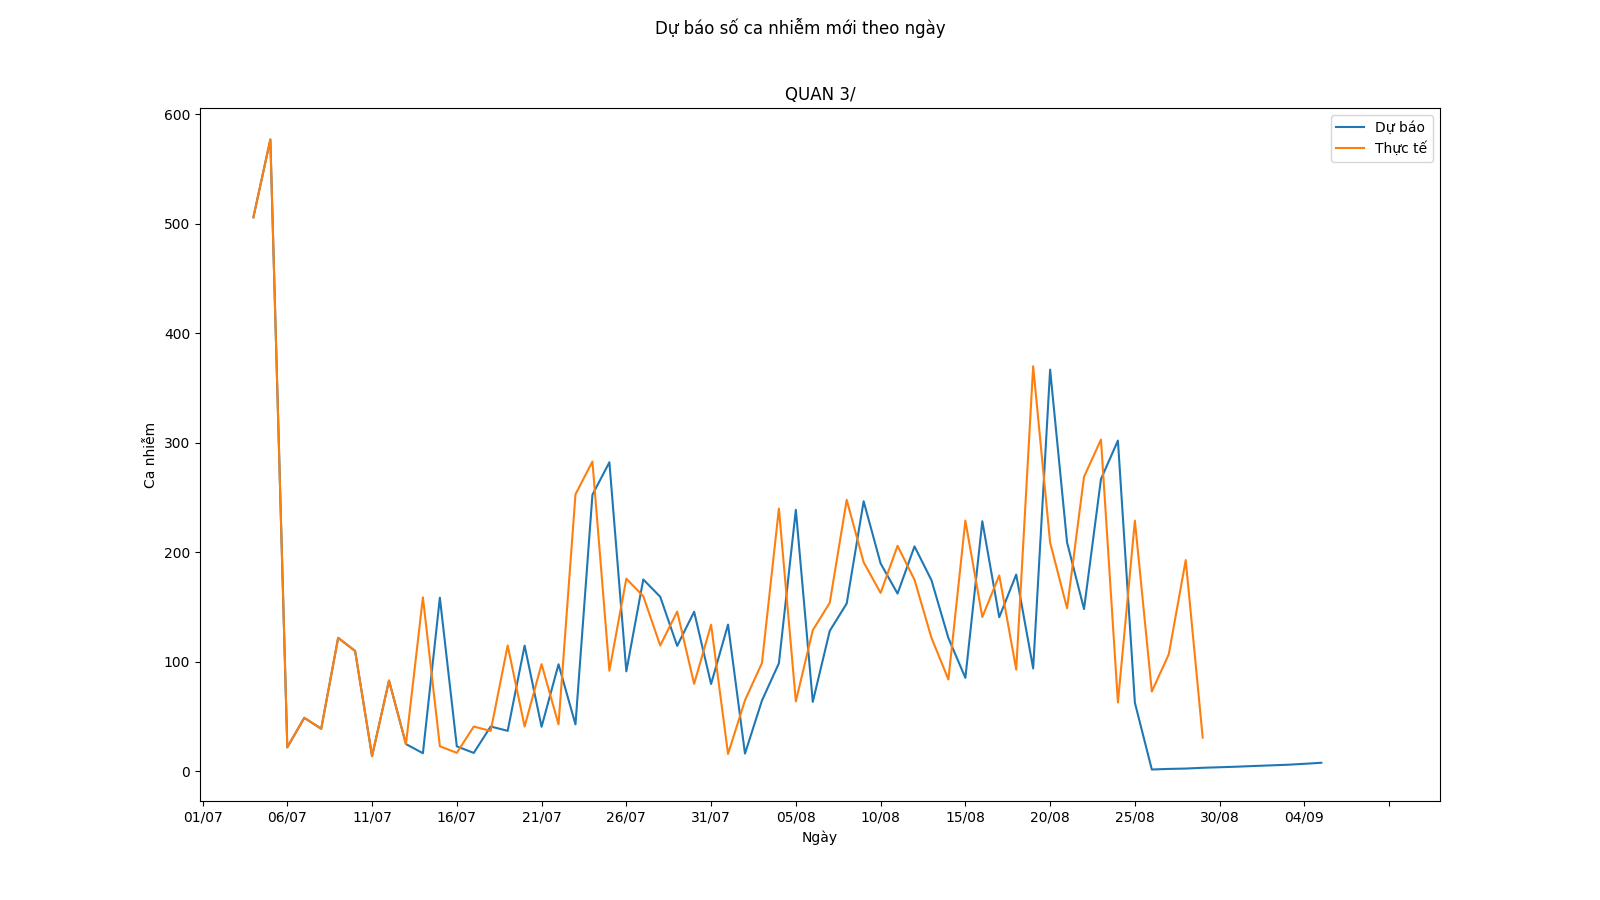 Dự báo số ca nhiễm mới theo ngày
QUAN 3/
Dự báo
Thực tế
Ca nhiễm
600
500
400
300
200
100
0
01/07 06/07 11/07 16/07 21/07 26/07 31/07 05/08 10/08 15/08 20/08 25/08 30/08 04/09
Ngày